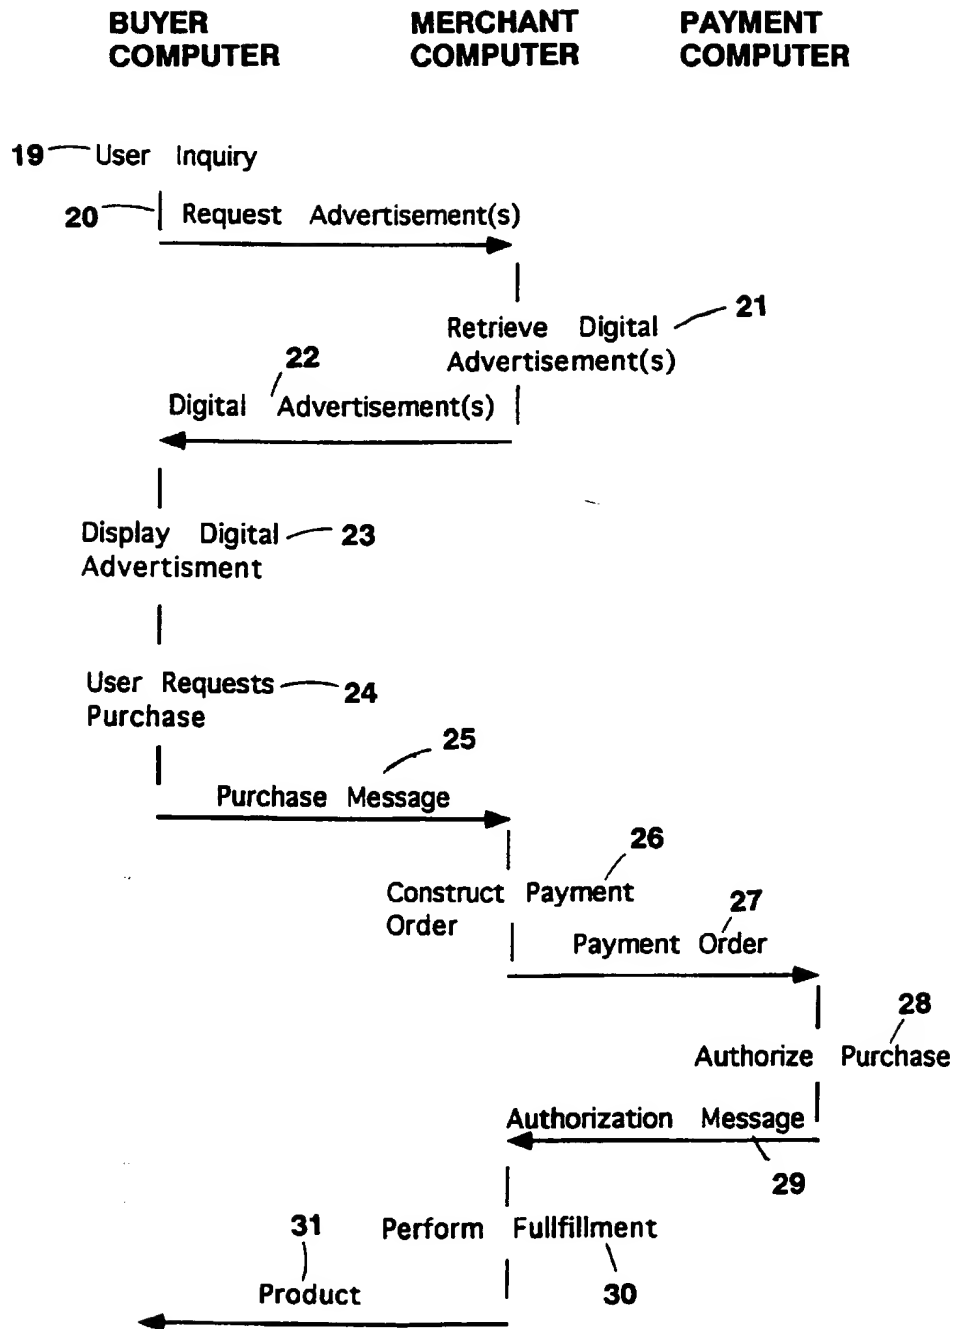 BUYER COMPUTER
MERCHANT COMPUTER
PAYMENT COMPUTER
19 User Inquiry
20 Request Advertisement(s)
21
Retrieve Digital
Advertisement(s)
22
Digital Advertisement(s)
Display Digital 23
Advertisment
User Requests 24
Purchase
25
Purchase Message
26
Construct Payment
Order
27
Payment Order
28
Authorize Purchase
Authorization Message
29
31
Perform Fullfillment
30
Product